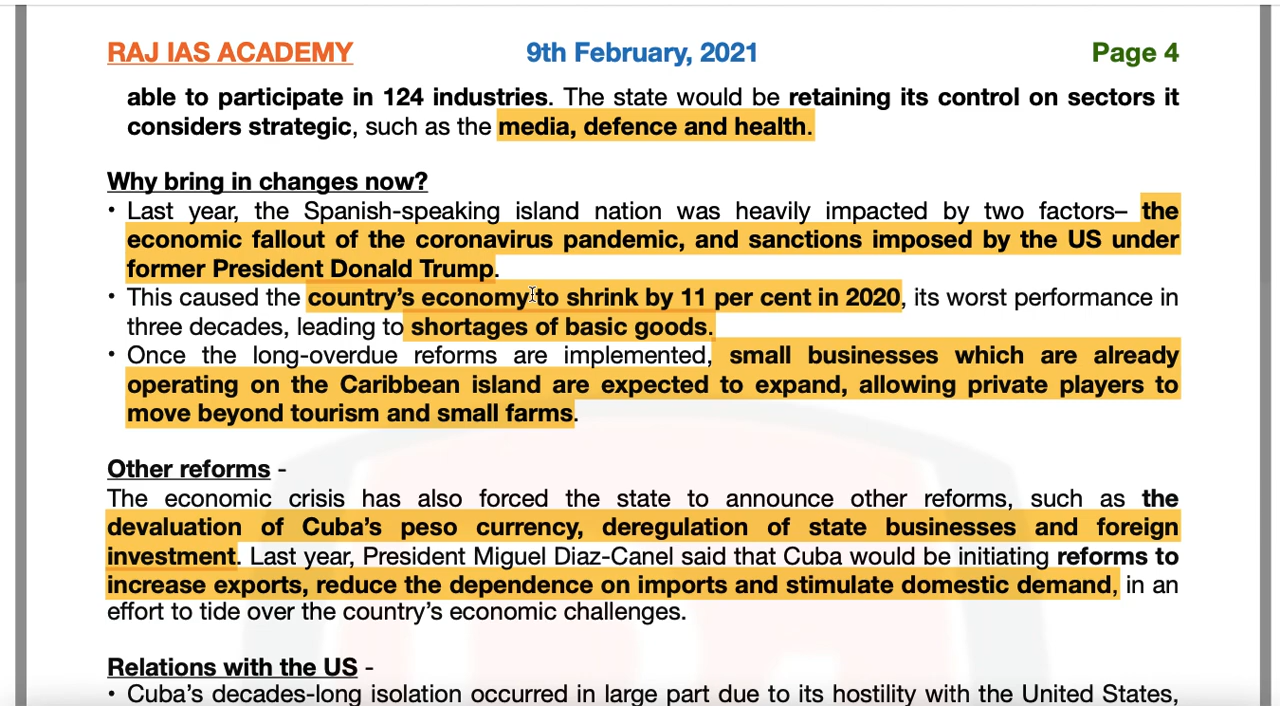 RAJ IAS ACADEMY 9th February, 2021 Page 4
able to participate in 124 industries. The state would be retaining its control on sectors it
considers strategic, such as the media, defence and health.
Why bring in changes now?
• Last year, the Spanish-speaking island nation was heavily impacted by two factors– the
economic fallout of the coronavirus pandemic, and sanctions imposed by the US under
former President Donald Trump.
• This caused the country’s economy to shrink by 11 per cent in 2020, its worst performance in
three decades, leading to shortages of basic goods.
• Once the long-overdue reforms are implemented, small businesses which are already
operating on the Caribbean island are expected to expand, allowing private players to
move beyond tourism and small farms.
Other reforms -
The economic crisis has also forced the state to announce other reforms, such as the
devaluation of Cuba’s peso currency, deregulation of state businesses and foreign
investment. Last year, President Miguel Diaz-Canel said that Cuba would be initiating reforms to
increase exports, reduce the dependence on imports and stimulate domestic demand, in an
effort to tide over the country’s economic challenges.
Relations with the US -
• Cuba’s decades-long isolation occurred in large part due to its hostility with the United States,